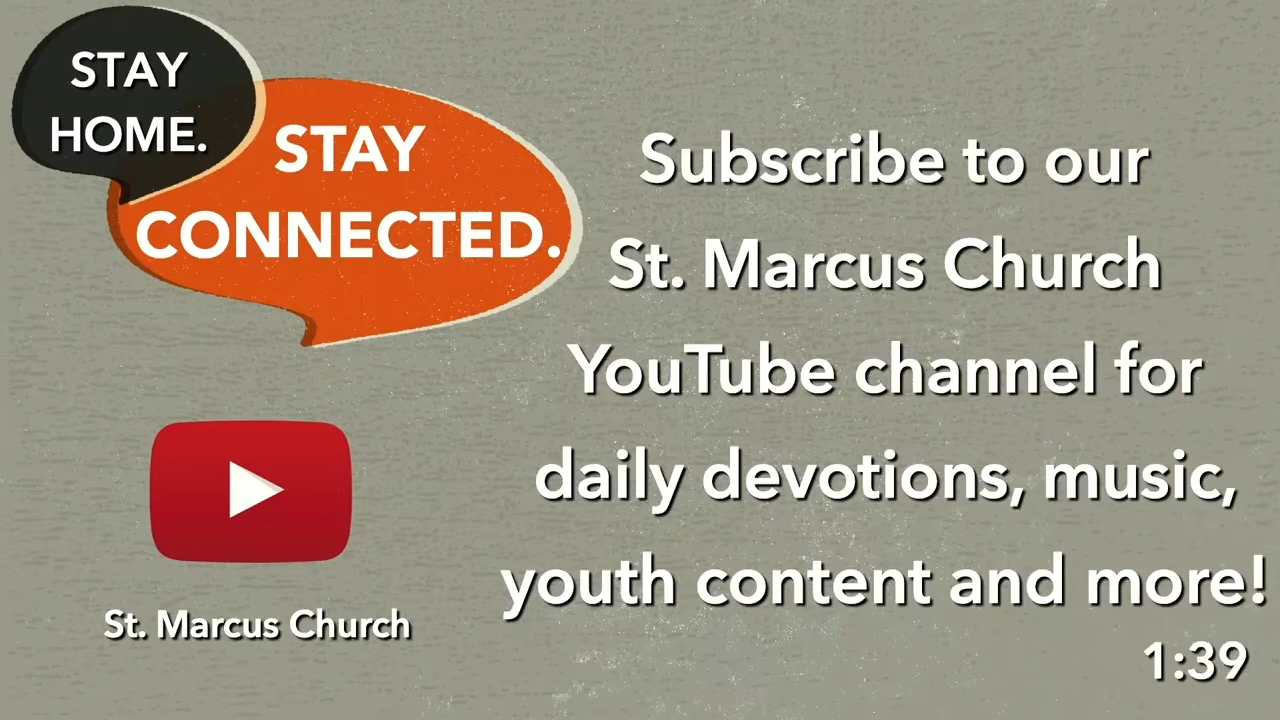 STAY
HOME.
STAY
CONNECTED.
Subscribe to our
St. Marcus Church
YouTube channel for
daily devotions, music,
youth content and more!
St. Marcus Church
1:39